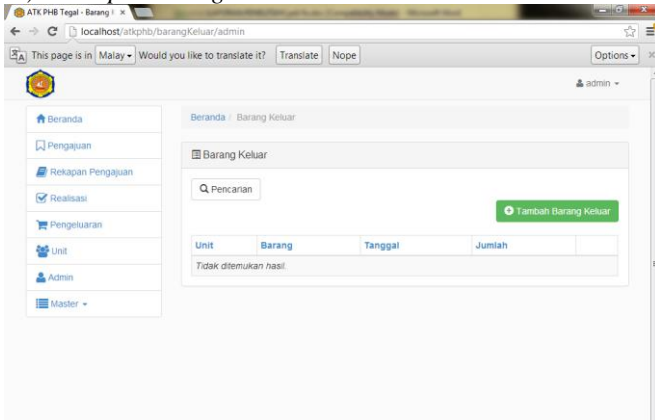 ATK PHB Tegal - Barang
localhost/atkphb/barangKeluar/admin
This page is in Malay Would you like to translate it? Translate Nope Options
admin
Beranda
Pengajuan
Rekapan Pengajuan
Realisasi
Pengeluaran
Unit
Admin
Master
Beranda / Barang Keluar
Barang Keluar
Pencarian
Tambah Barang Keluar
Unit Barang Tanggal Jumlah
Tidak ditemukan hasil.